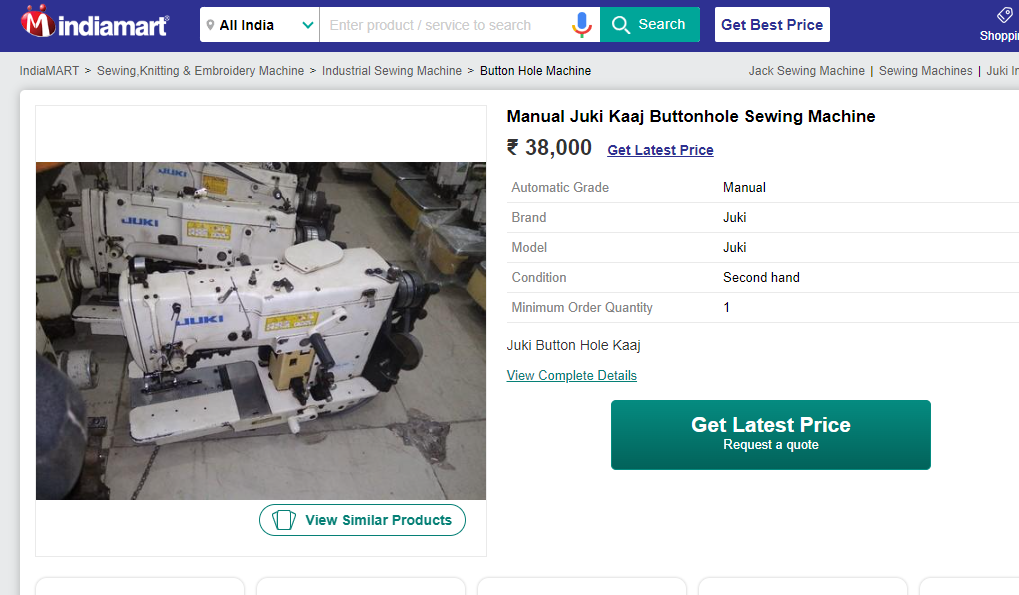 indiamart
All India
Enter product / service to search
Search
Get Best Price
Shoppi
IndiaMART > Sewing,Knitting & Embroidery Machine > Industrial Sewing Machine > Button Hole Machine
Jack Sewing Machine | Sewing Machines | Juki In
Manual Juki Kaaj Buttonhole Sewing Machine
₹ 38,000 Get Latest Price
Automatic Grade Manual
Brand Juki
Model Juki
Condition Second hand
Minimum Order Quantity 1
Juki Button Hole Kaaj
View Complete Details
Get Latest Price
Request a quote
JUKI
JUKI
JUKI
View Similar Products